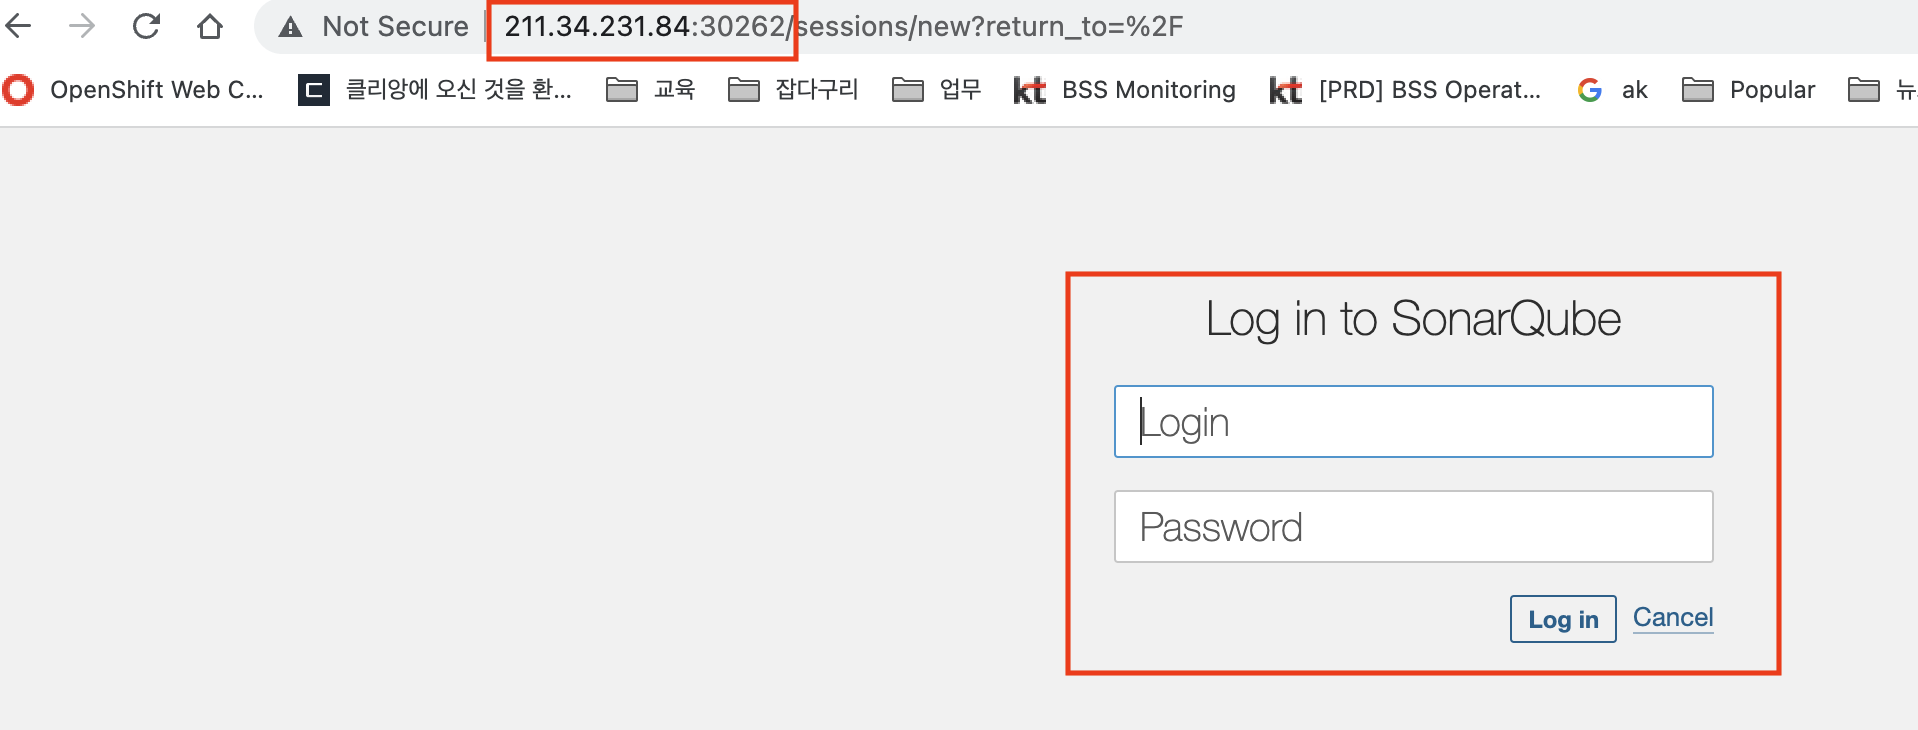 Not Secure 211.34.231.84:30262/sessions/new?return_to=%2F
OpenShift Web C... 클리앙에 오신 것을 환... 교육 잡다구리 업무 kt BSS Monitoring kt [PRD] BSS Operat... G ak Popular 뉴
Log in to SonarQube
Login
Password
Log in Cancel